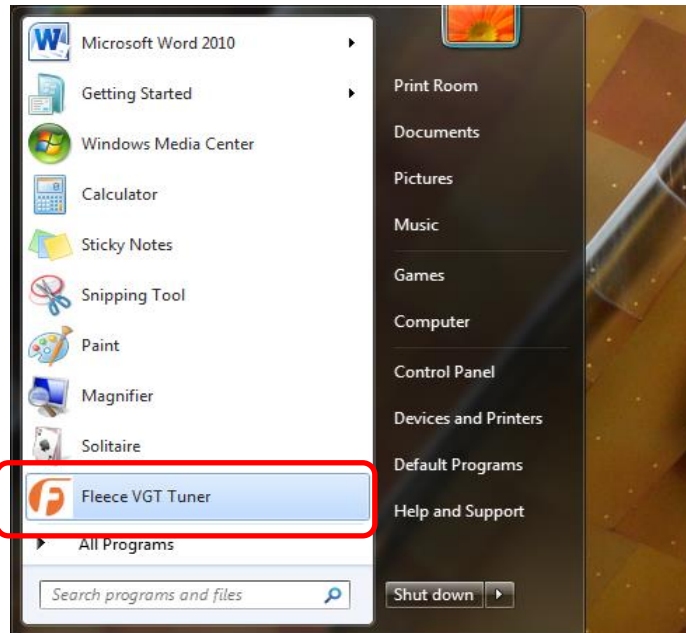 Microsoft Word 2010
Getting Started
Windows Media Center
Calculator
Sticky Notes
Snipping Tool
Paint
Magnifier
Solitaire
Fleece VGT Tuner
All Programs
Search programs and files
Print Room
Documents
Pictures
Music
Games
Computer
Control Panel
Devices and Printers
Default Programs
Help and Support
Shut down